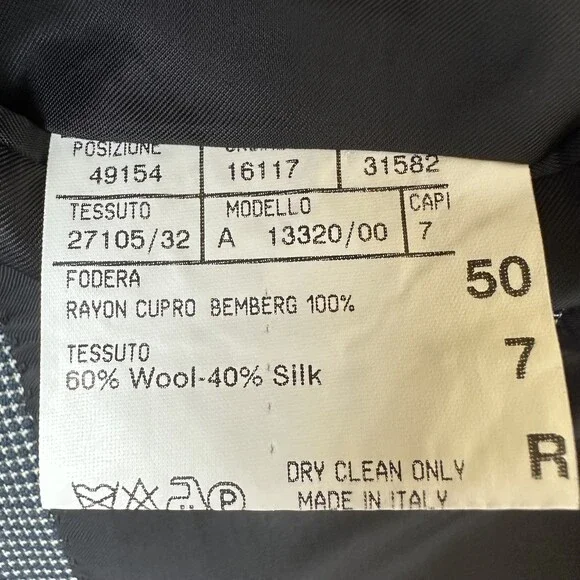 POSIZIONE
49154 16117 31582
TESSUTO MODELLO CAPI
27105/32 A 13320/00 7
FODERA 50
RAYON CUPRO BEMBERG 100%
TESSUTO 7
60% Wool-40% Silk
R
DRY CLEAN ONLY
P MADE IN ITALY